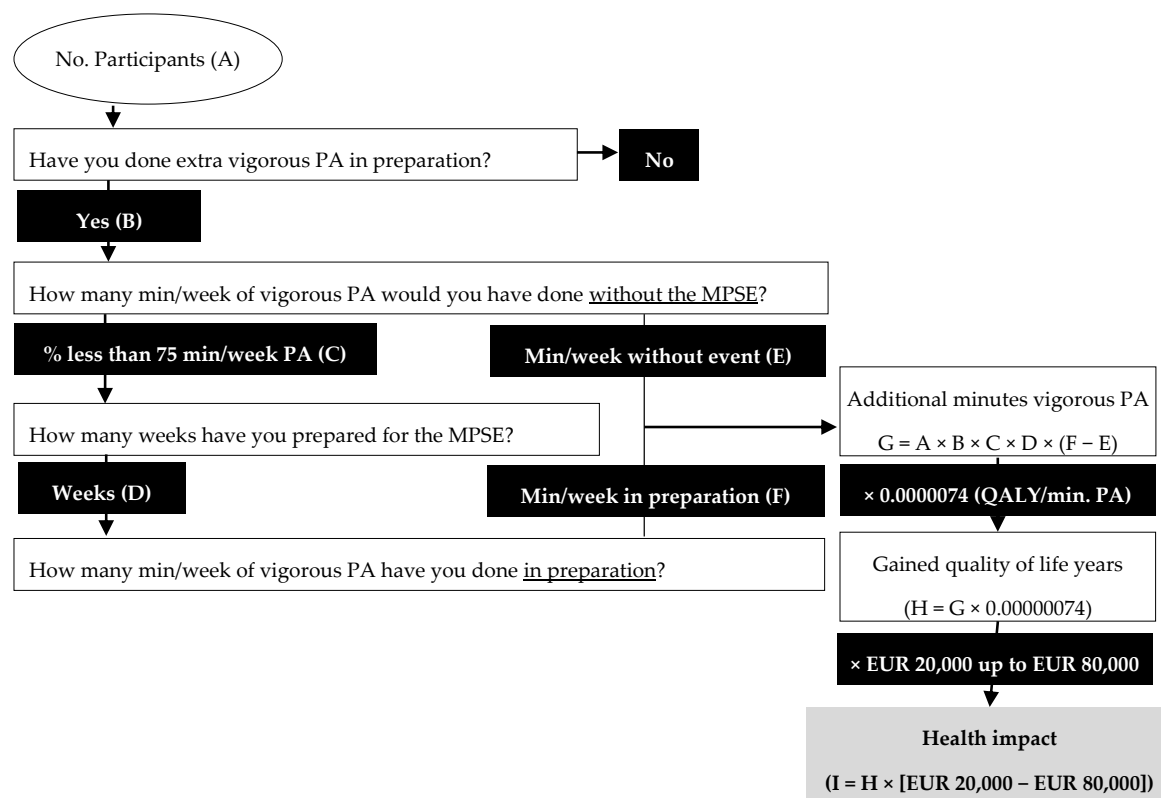 No. Participants (A)
Have you done extra vigorous PA in preparation?
No
Yes (B)
How many min/week of vigorous PA would you have done without the MPSE?
% less than 75 min/week PA (C)
Min/week without event (E)
How many weeks have you prepared for the MPSE?
Additional minutes vigorous PA
G = A × B × C × D × (F − E)
Weeks (D)
Min/week in preparation (F)
× 0.0000074 (QALY/min. PA)
How many min/week of vigorous PA have you done in preparation?
Gained quality of life years
(H = G × 0.00000074)
× EUR 20,000 up to EUR 80,000
Health impact
(I = H × [EUR 20,000 − EUR 80,000])